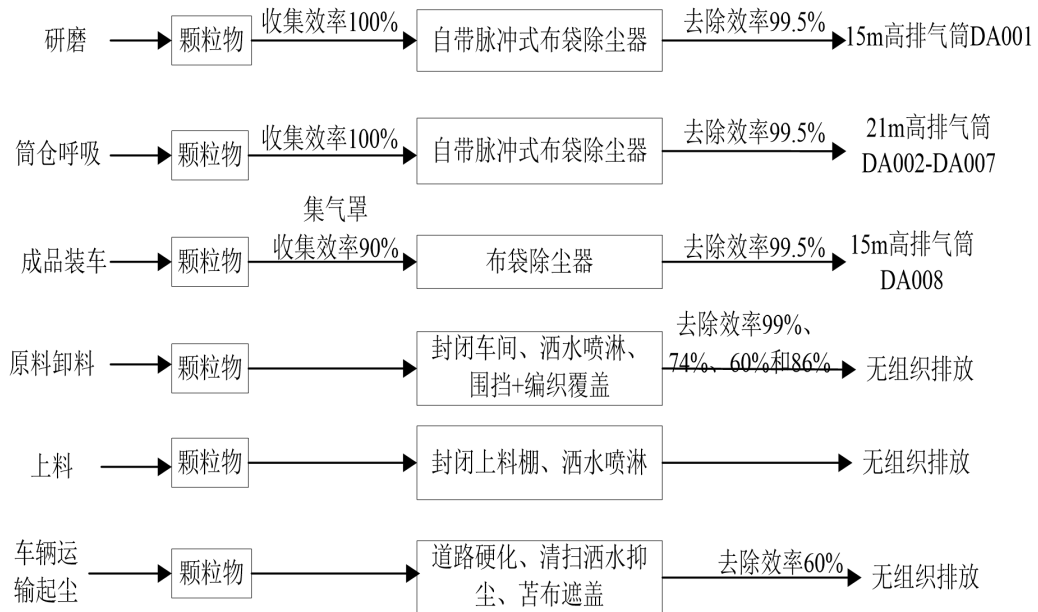 研磨
颗粒物
收集效率100%
自带脉冲式布袋除尘器
去除效率99.5%
15m高排气筒DA001
筒仓呼吸
颗粒物
收集效率100%
自带脉冲式布袋除尘器
去除效率99.5%
21m高排气筒
DA002-DA007
成品装车
颗粒物
集气罩
收集效率90%
布袋除尘器
去除效率99.5%
15m高排气筒
DA008
原料卸料
颗粒物
封闭车间、洒水喷淋、
围挡+编织覆盖
去除效率99%、
74%、60%和86%
无组织排放
上料
颗粒物
封闭上料棚、洒水喷淋
无组织排放
车辆运
输起尘
颗粒物
道路硬化、清扫洒水抑
尘、苫布遮盖
去除效率60%
无组织排放